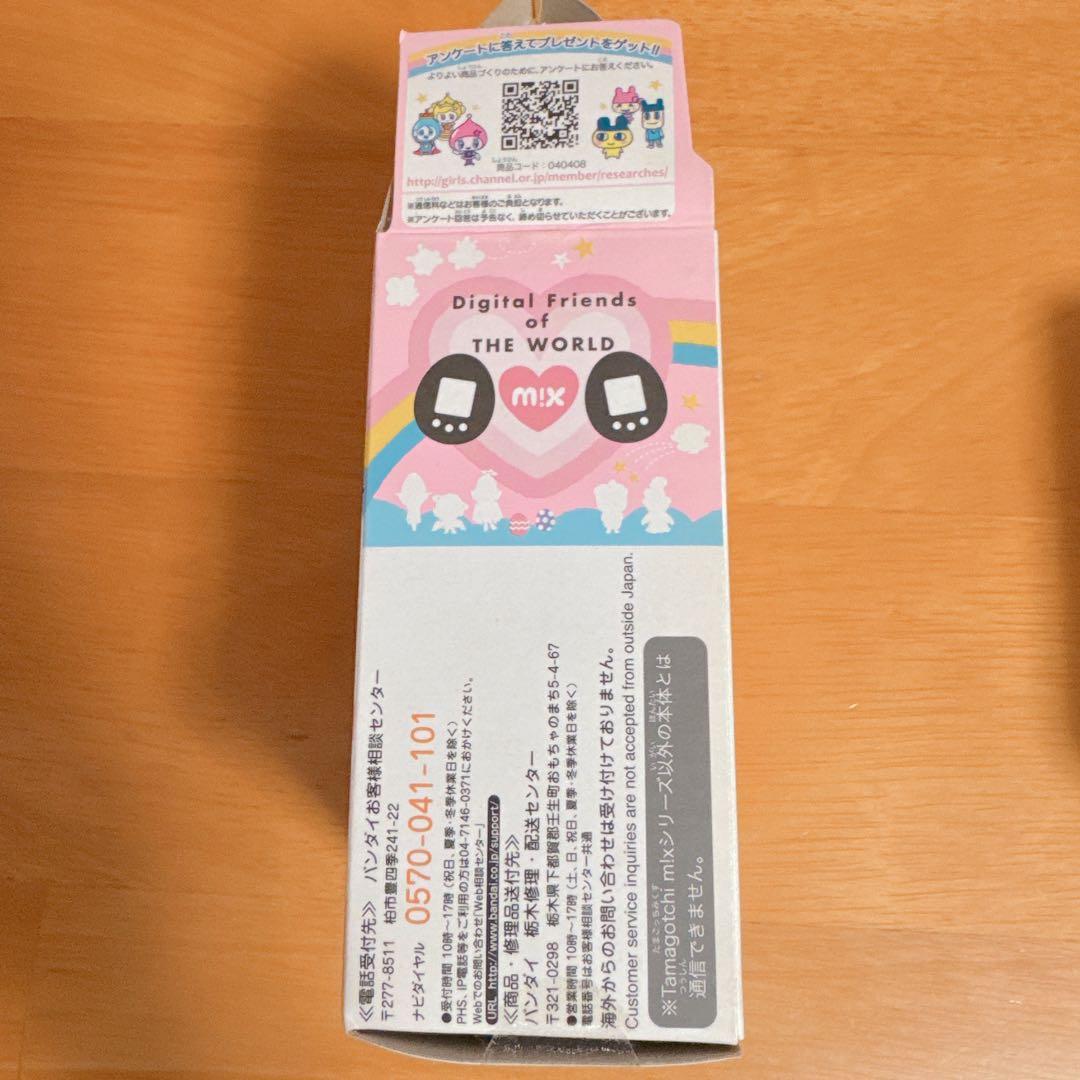 アンケートに答えてプレゼントをゲット!!
よりよい商品づくりのために、アンケートにお答えください。
商品コード：040408
http://girls.channel.or.jp/member/researches/
※通信料などはお客様のご負担となります。
※アンケート回答は予告なく、締め切らせていただくことがございます。
Digital Friends
of
THE WORLD
m!x
≪電話受付先≫ バンダイお客様相談センター
〒277-8511 柏市豊四季241-22
ナビダイヤル 0570-041-101
●受付時間 10時～17時（祝日、夏季・冬季休業日を除く）
PHS、IP電話等をご利用の方は04-7146-0371におかけください。
Webでのお問い合わせ「Web相談センター」
URL http://www.bandai.co.jp/support/
≪商品・修理品送付先≫
バンダイ 栃木修理・配送センター
〒321-0298 栃木県下都賀郡壬生町おもちゃのまち5-4-67
●営業時間 10時～17時（土、日、祝日、夏季・冬季休業日を除く）
電話番号はお客様相談センター共通
海外からのお問い合わせは受け付けておりません。
Customer service inquiries are not accepted from outside Japan.
※Tamagotchi m!xシリーズ以外の本体とは
通信できません。